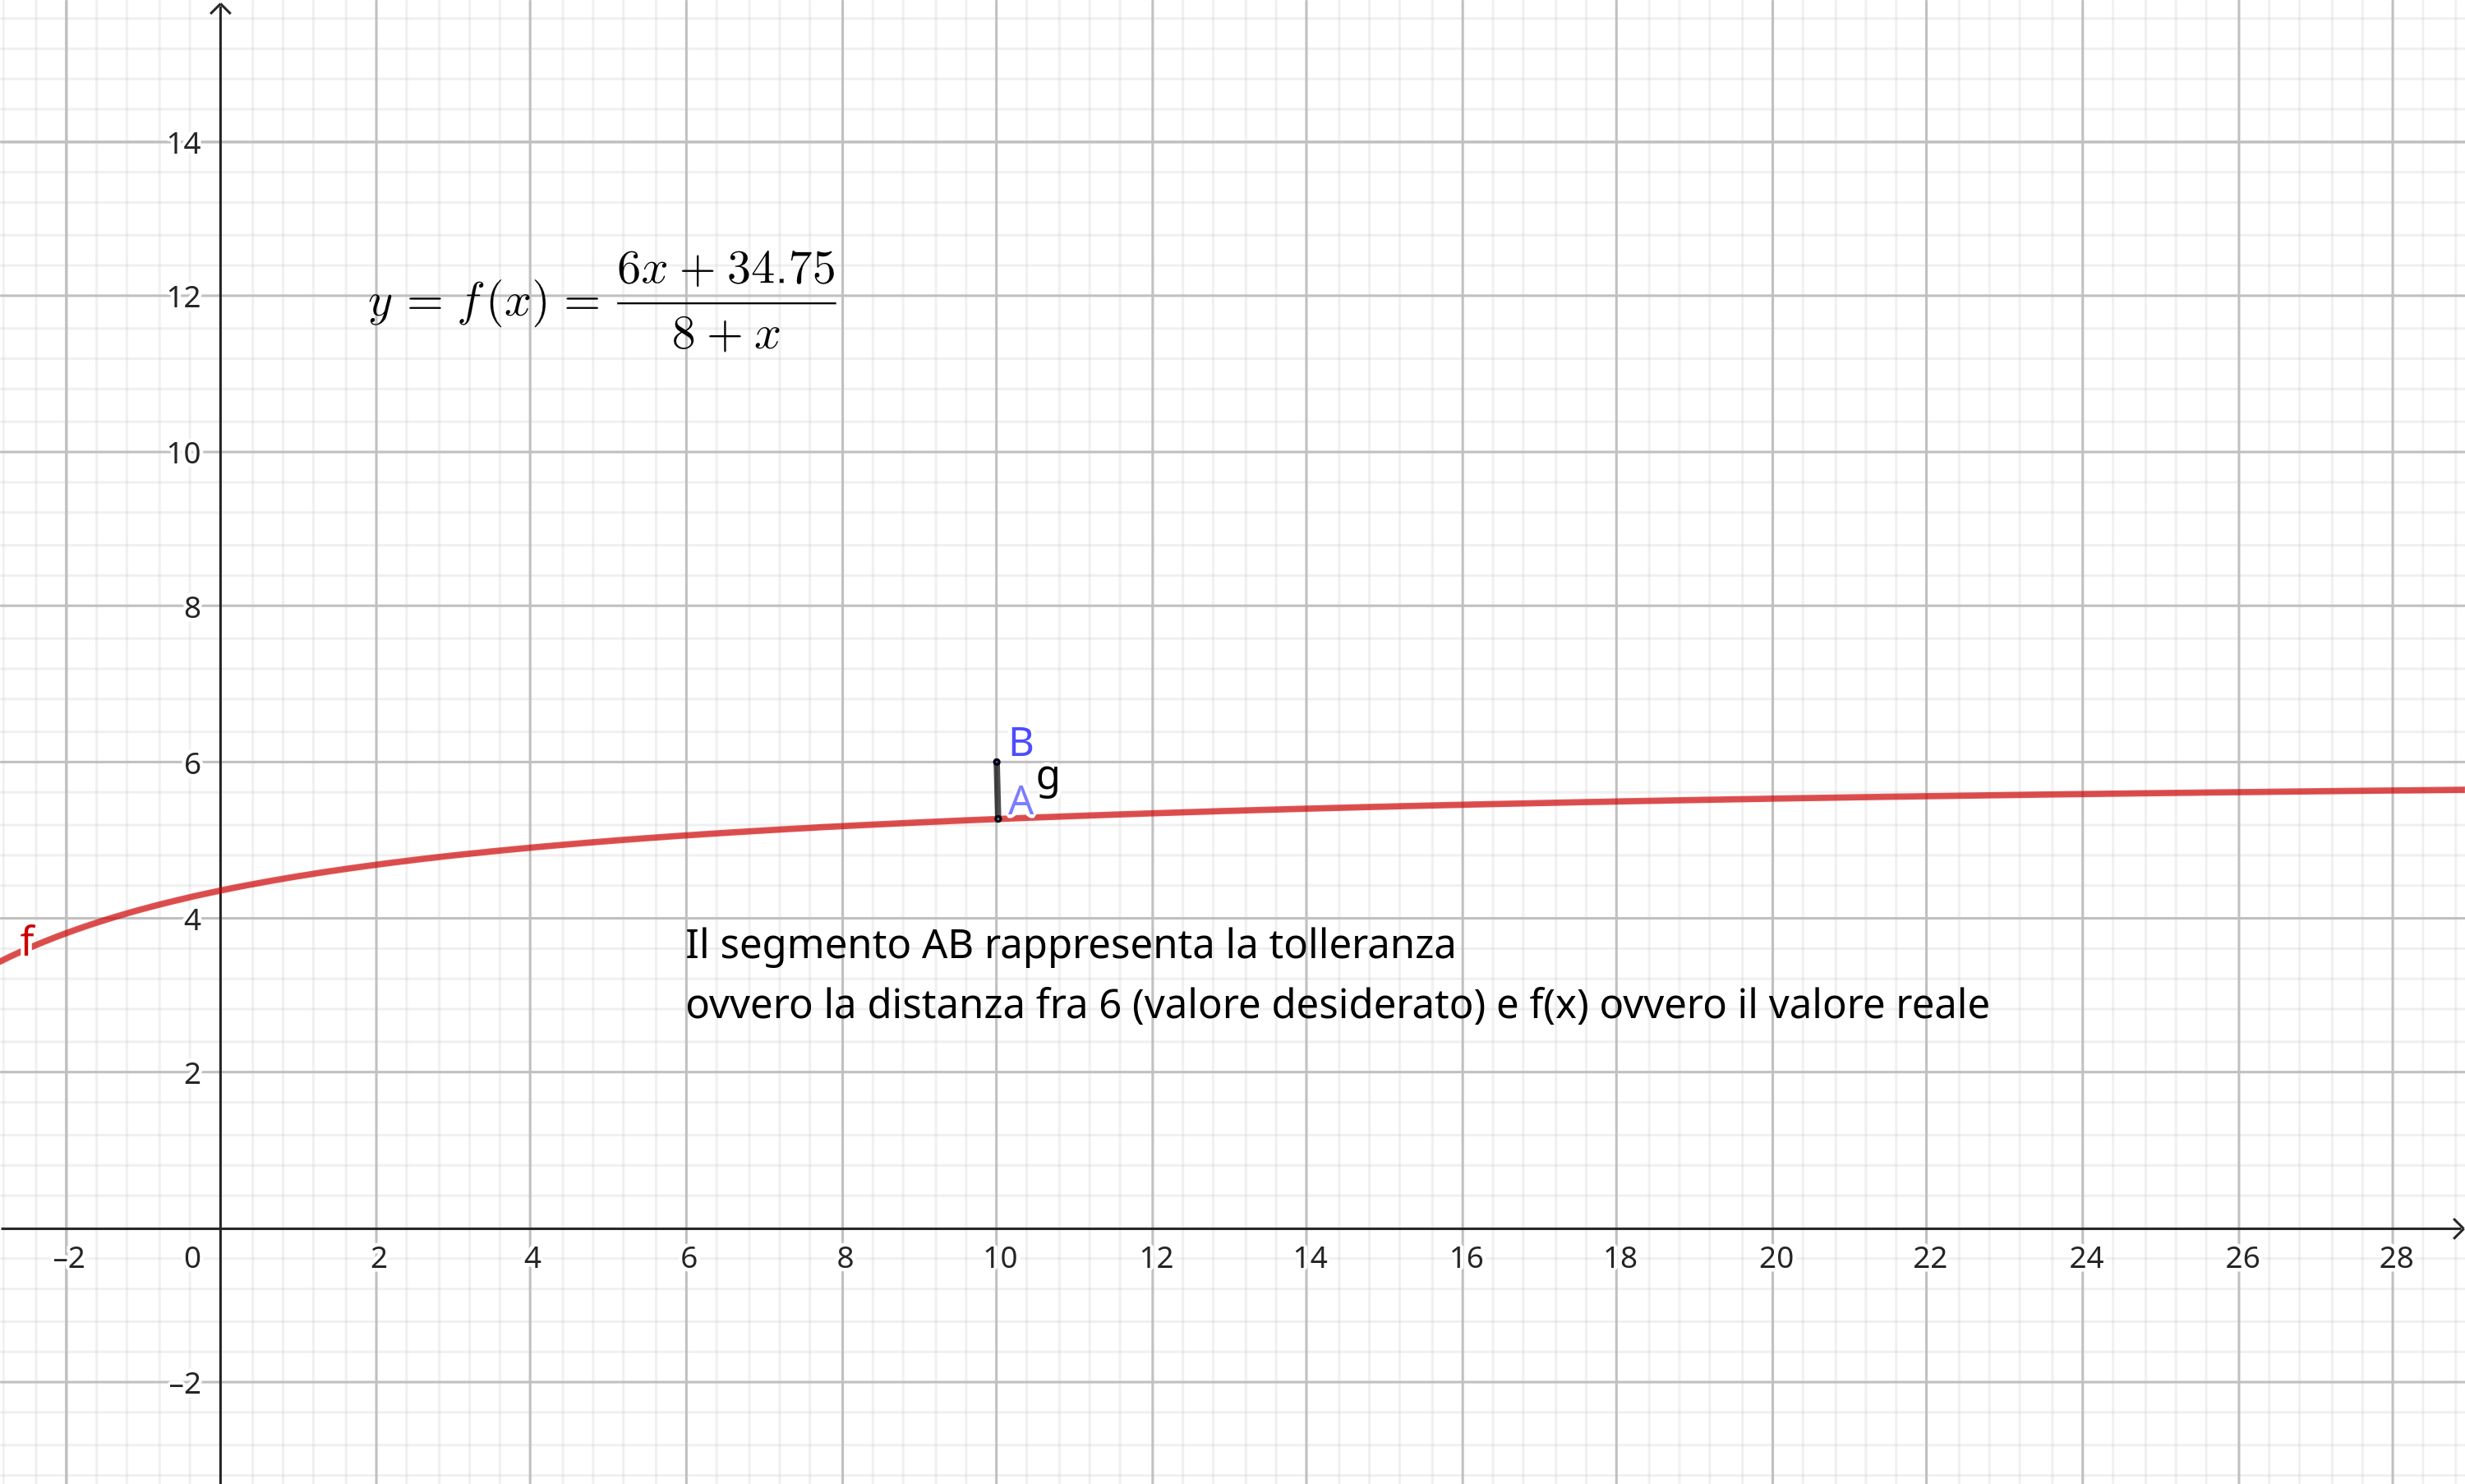 14
y = f(x) = \frac{6x + 34.75}{8 + x}
12
10
8
6
B
g
A
f
4
Il segmento AB rappresenta la tolleranza
ovvero la distanza fra 6 (valore desiderato) e f(x) ovvero il valore reale
2
–2 0 2 4 6 8 10 12 14 16 18 20 22 24 26 28
–2